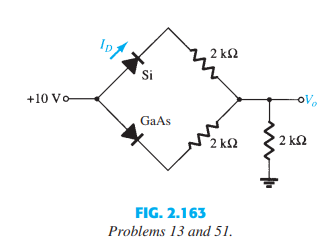 I_D
2 kΩ
Si
+10 V
V_o
GaAs
2 kΩ
2 kΩ
FIG. 2.163
Problems 13 and 51.